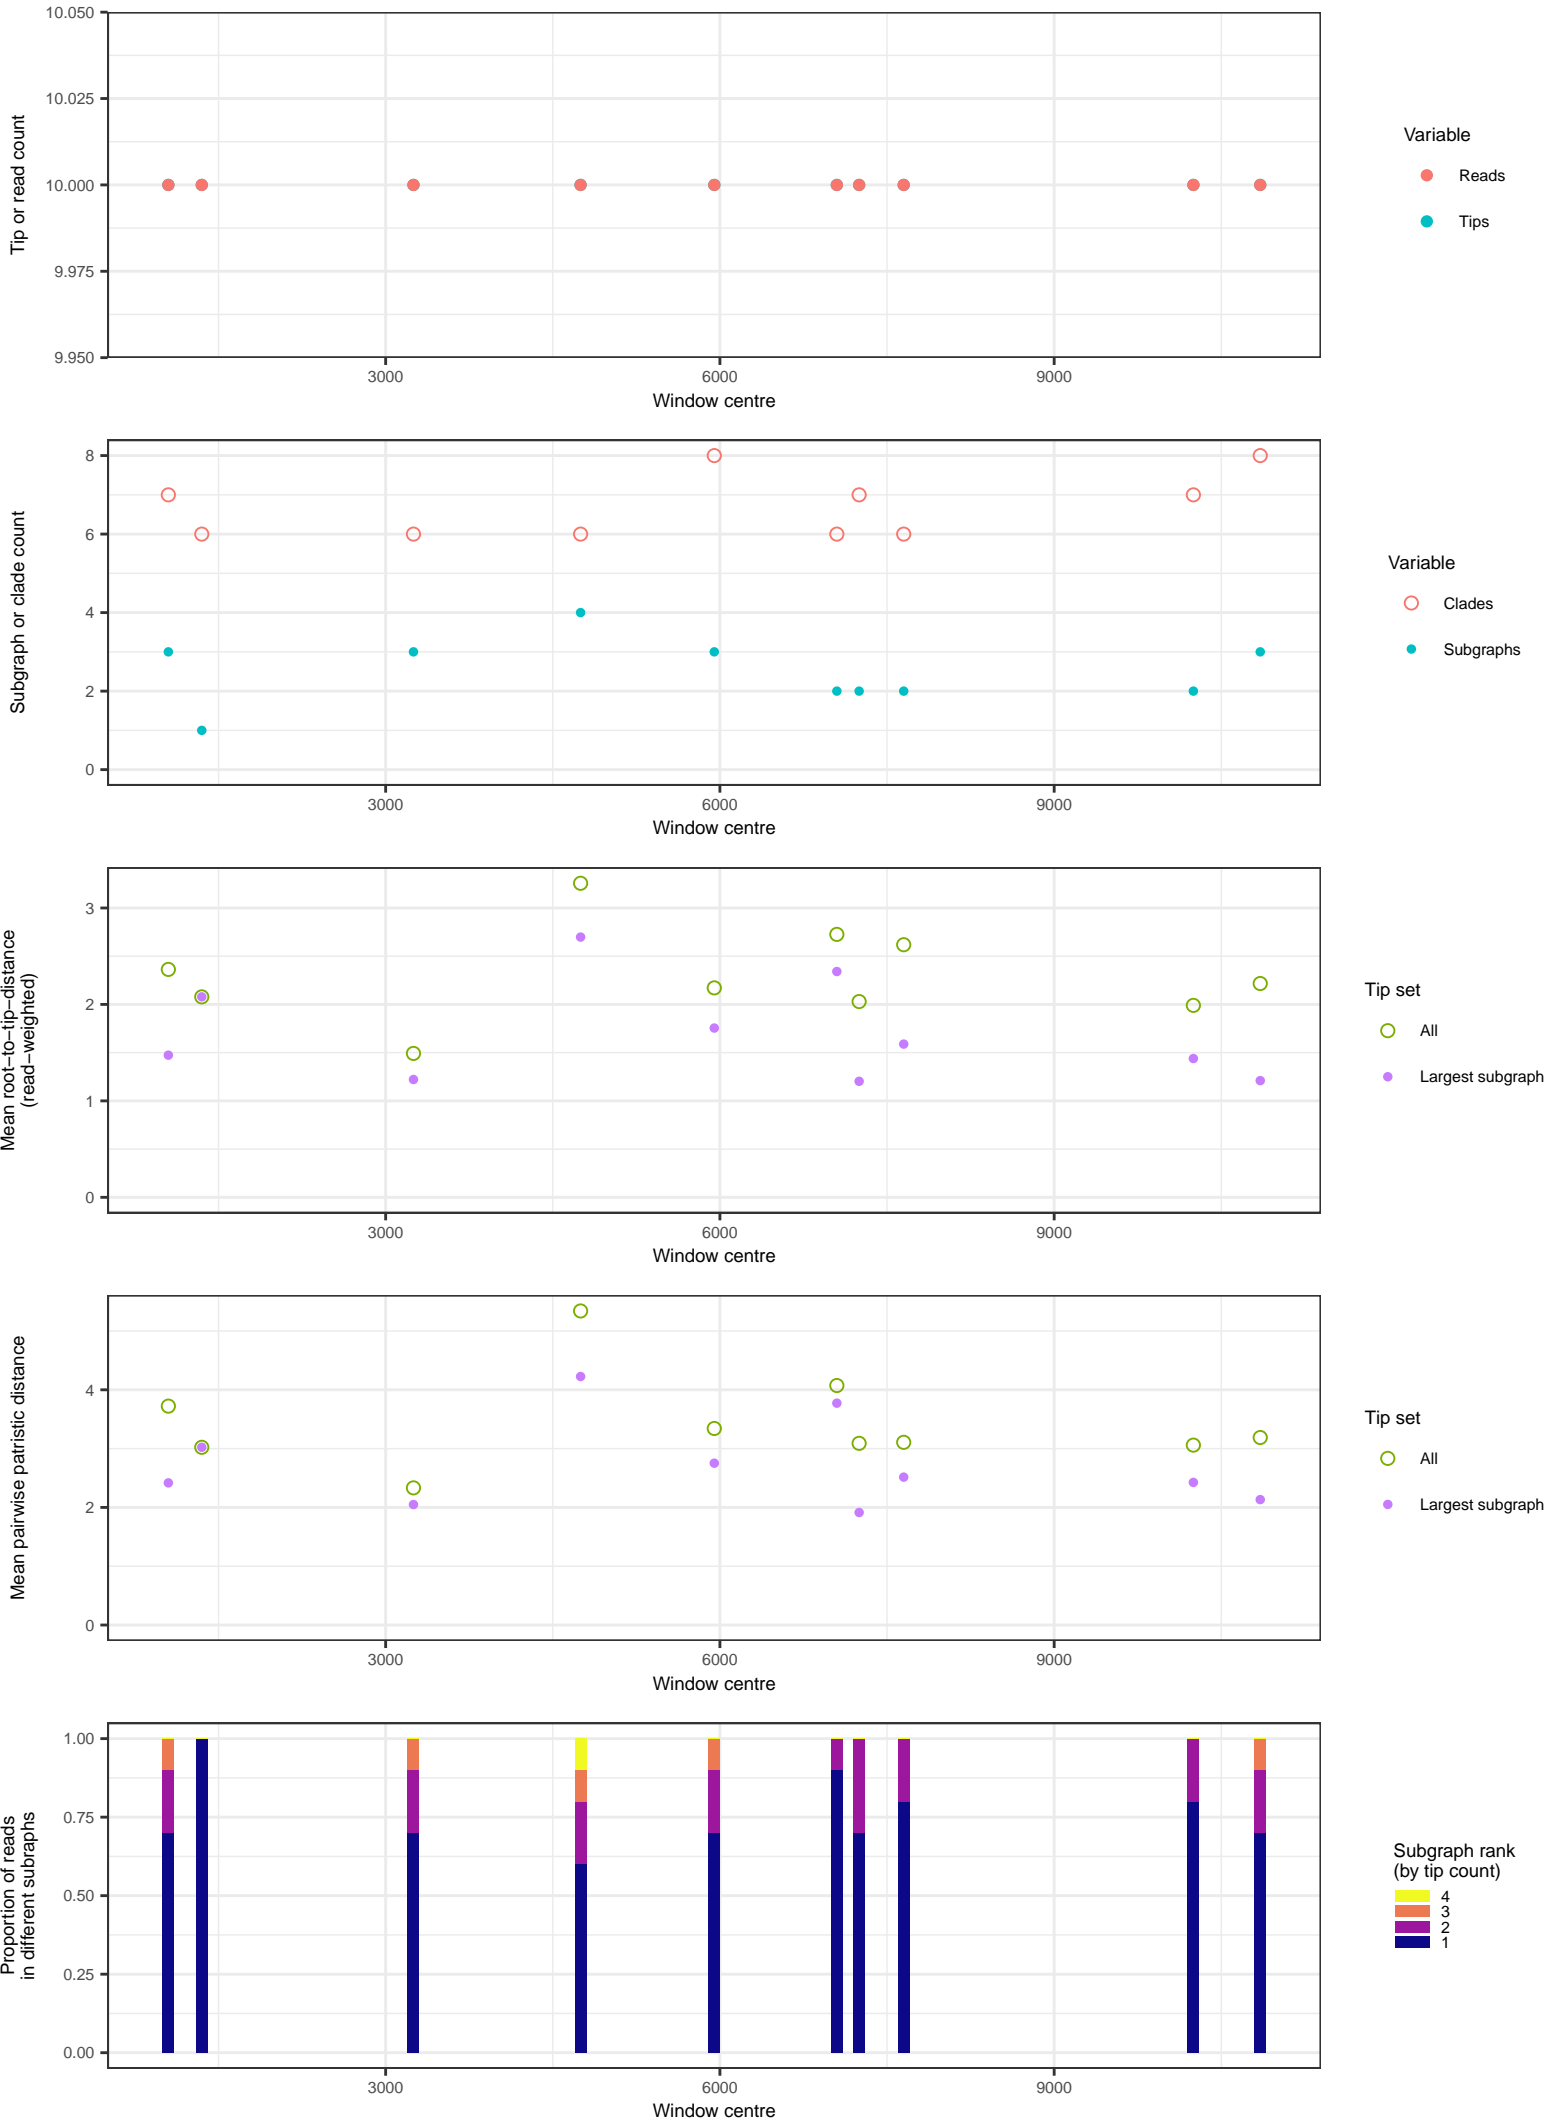 10.050
10.025
10.000
9.975
9.950
Tip or read count
3000
6000
9000
Window centre
Variable
Reads
Tips
8
6
4
2
0
Subgraph or clade count
3000
6000
9000
Window centre
Variable
Clades
Subgraphs
3
2
1
0
Mean root−to−tip−distance
(read−weighted)
3000
6000
9000
Window centre
Tip set
All
Largest subgraph
4
2
0
Mean pairwise patristic distance
3000
6000
9000
Window centre
Tip set
All
Largest subgraph
1.00
0.75
0.50
0.25
0.00
Proportion of reads
in different subraphs
3000
6000
9000
Window centre
Subgraph rank
(by tip count)
4
3
2
1